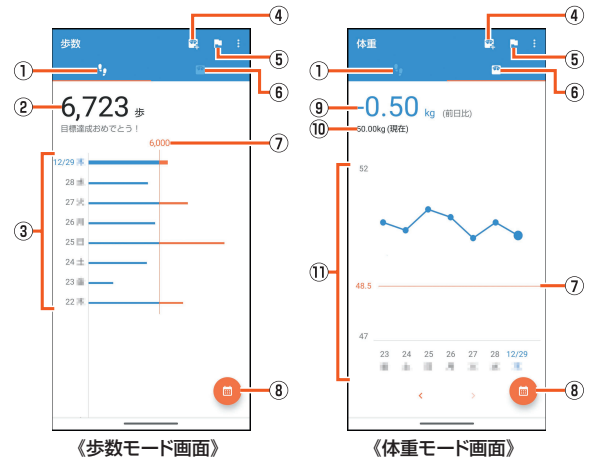 ④
歩数
⑤
①
⑥
②
6,723 歩
目標達成おめでとう！
6,000
⑦
12/29 木
28
27 火
26 月
③
25 日
24 土
23
22 木
⑧
《歩数モード画面》
④
体重
⑤
①
⑥
⑨
-0.50 kg (前日比)
⑩
50.00kg (現在)
52
⑪
48.5
⑦
47
23 24 25 26 27 28 12/29
⑧
《体重モード画面》